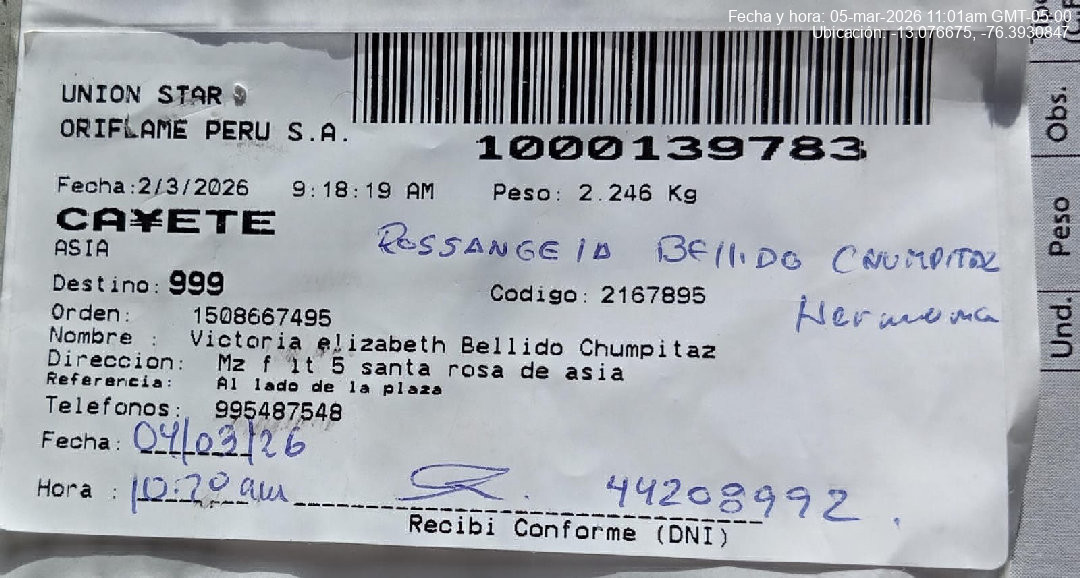 Fecha y hora: 05-mar-2026 11:01am GMT-05:00
Ubicación: -13.076675, -76.3930847
UNION STAR
ORIFLAME PERU S.A.
1000139783
Fecha:2/3/2026 9:18:19 AM Peso: 2.246 Kg
CA¥ETE
ASIA
ROSSANGELA BELLIDO CHUMPITAZ
Hermana
Destino: 999
Codigo: 2167895
Orden: 1508667495
Nombre : Victoria elizabeth Bellido Chumpitaz
Direccion: Mz f lt 5 santa rosa de asia
Referencia: Al lado de la plaza
Telefonos: 995487548
Fecha: 04/03/26
Hora : 10:20 am
44208992.
Recibi Conforme (DNI)
Obs.
Peso
Und.